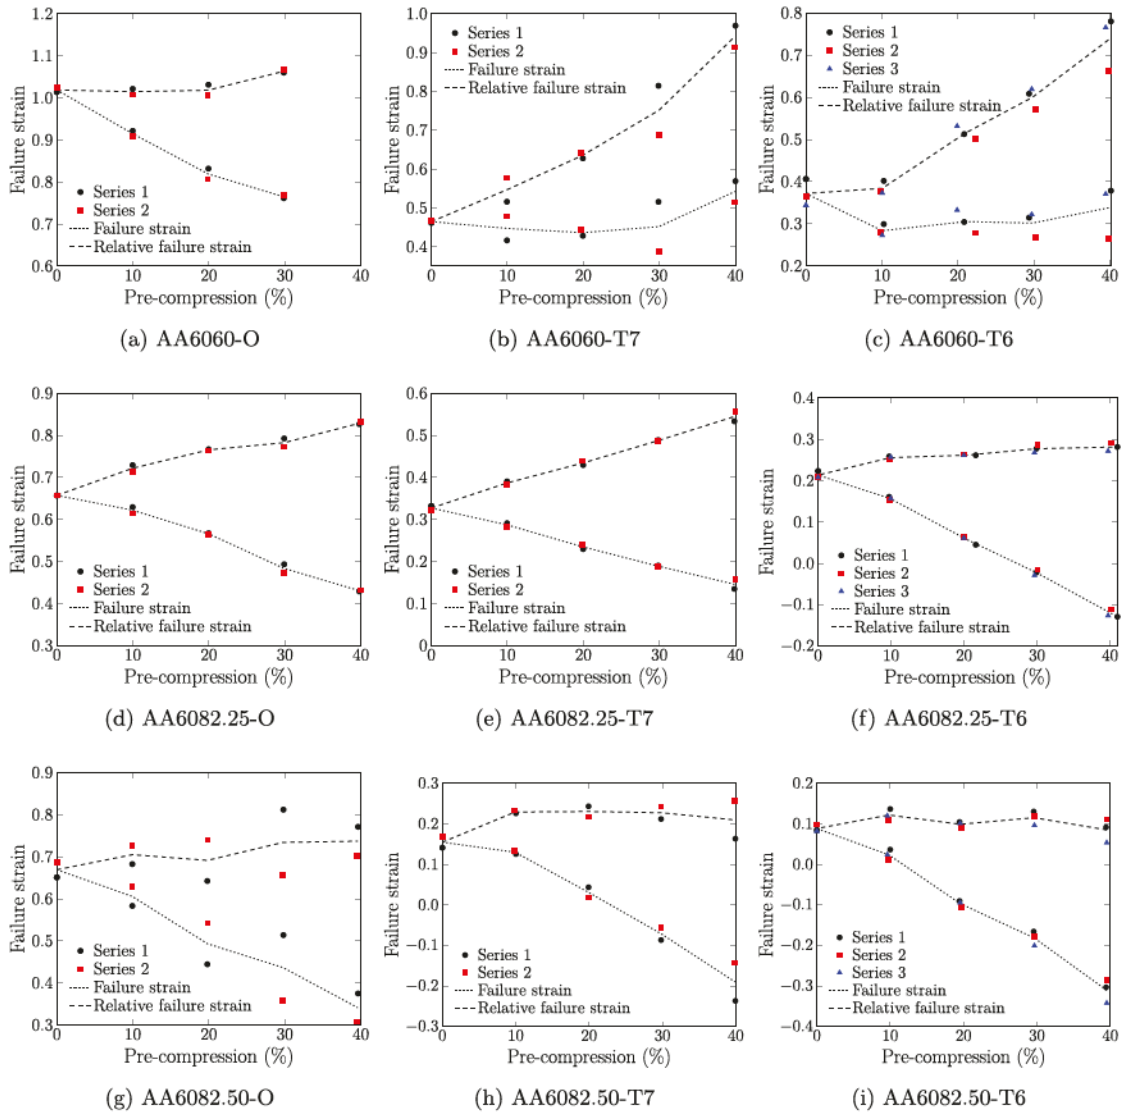 1.2
1.1
1.0
0.9
0.8
0.7
0.6
Failure strain
Series 1
Series 2
Failure strain
Relative failure strain
0 10 20 30 40
Pre-compression (%)
(a) AA6060-O
1.0
0.9
0.8
0.7
0.6
0.5
0.4
Failure strain
Series 1
Series 2
Failure strain
Relative failure strain
0 10 20 30 40
Pre-compression (%)
(b) AA6060-T7
0.8
0.7
0.6
0.5
0.4
0.3
0.2
Failure strain
Series 1
Series 2
Series 3
Failure strain
Relative failure strain
0 10 20 30 40
Pre-compression (%)
(c) AA6060-T6
0.9
0.8
0.7
0.6
0.5
0.4
0.3
Failure strain
Series 1
Series 2
Failure strain
Relative failure strain
0 10 20 30 40
Pre-compression (%)
(d) AA6082.25-O
0.6
0.5
0.4
0.3
0.2
0.1
0
Failure strain
Series 1
Series 2
Failure strain
Relative failure strain
0 10 20 30 40
Pre-compression (%)
(e) AA6082.25-T7
0.4
0.3
0.2
0.1
0.0
−0.1
−0.2
Failure strain
Series 1
Series 2
Series 3
Failure strain
Relative failure strain
0 10 20 30 40
Pre-compression (%)
(f) AA6082.25-T6
0.9
0.8
0.7
0.6
0.5
0.4
0.3
Failure strain
Series 1
Series 2
Failure strain
Relative failure strain
0 10 20 30 40
Pre-compression (%)
(g) AA6082.50-O
0.3
0.2
0.1
0.0
−0.1
−0.2
−0.3
Failure strain
Series 1
Series 2
Failure strain
Relative failure strain
0 10 20 30 40
Pre-compression (%)
(h) AA6082.50-T7
0.2
0.1
0.0
−0.1
−0.2
−0.3
−0.4
Failure strain
Series 1
Series 2
Series 3
Failure strain
Relative failure strain
0 10 20 30 40
Pre-compression (%)
(i) AA6082.50-T6